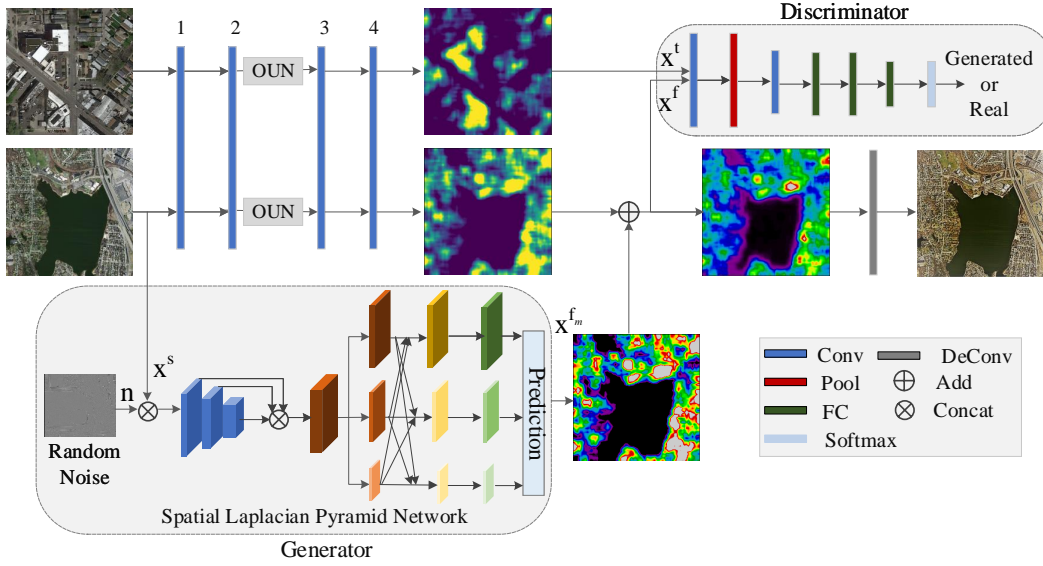 Discriminator
1 2 3 4
OUN
x^t
x^f
Generated
or
Real
OUN
n
x^s
x^{f_m}
Prediction
Random
Noise
Spatial Laplacian Pyramid Network
Generator
Conv
DeConv
Pool
Add
FC
Concat
Softmax